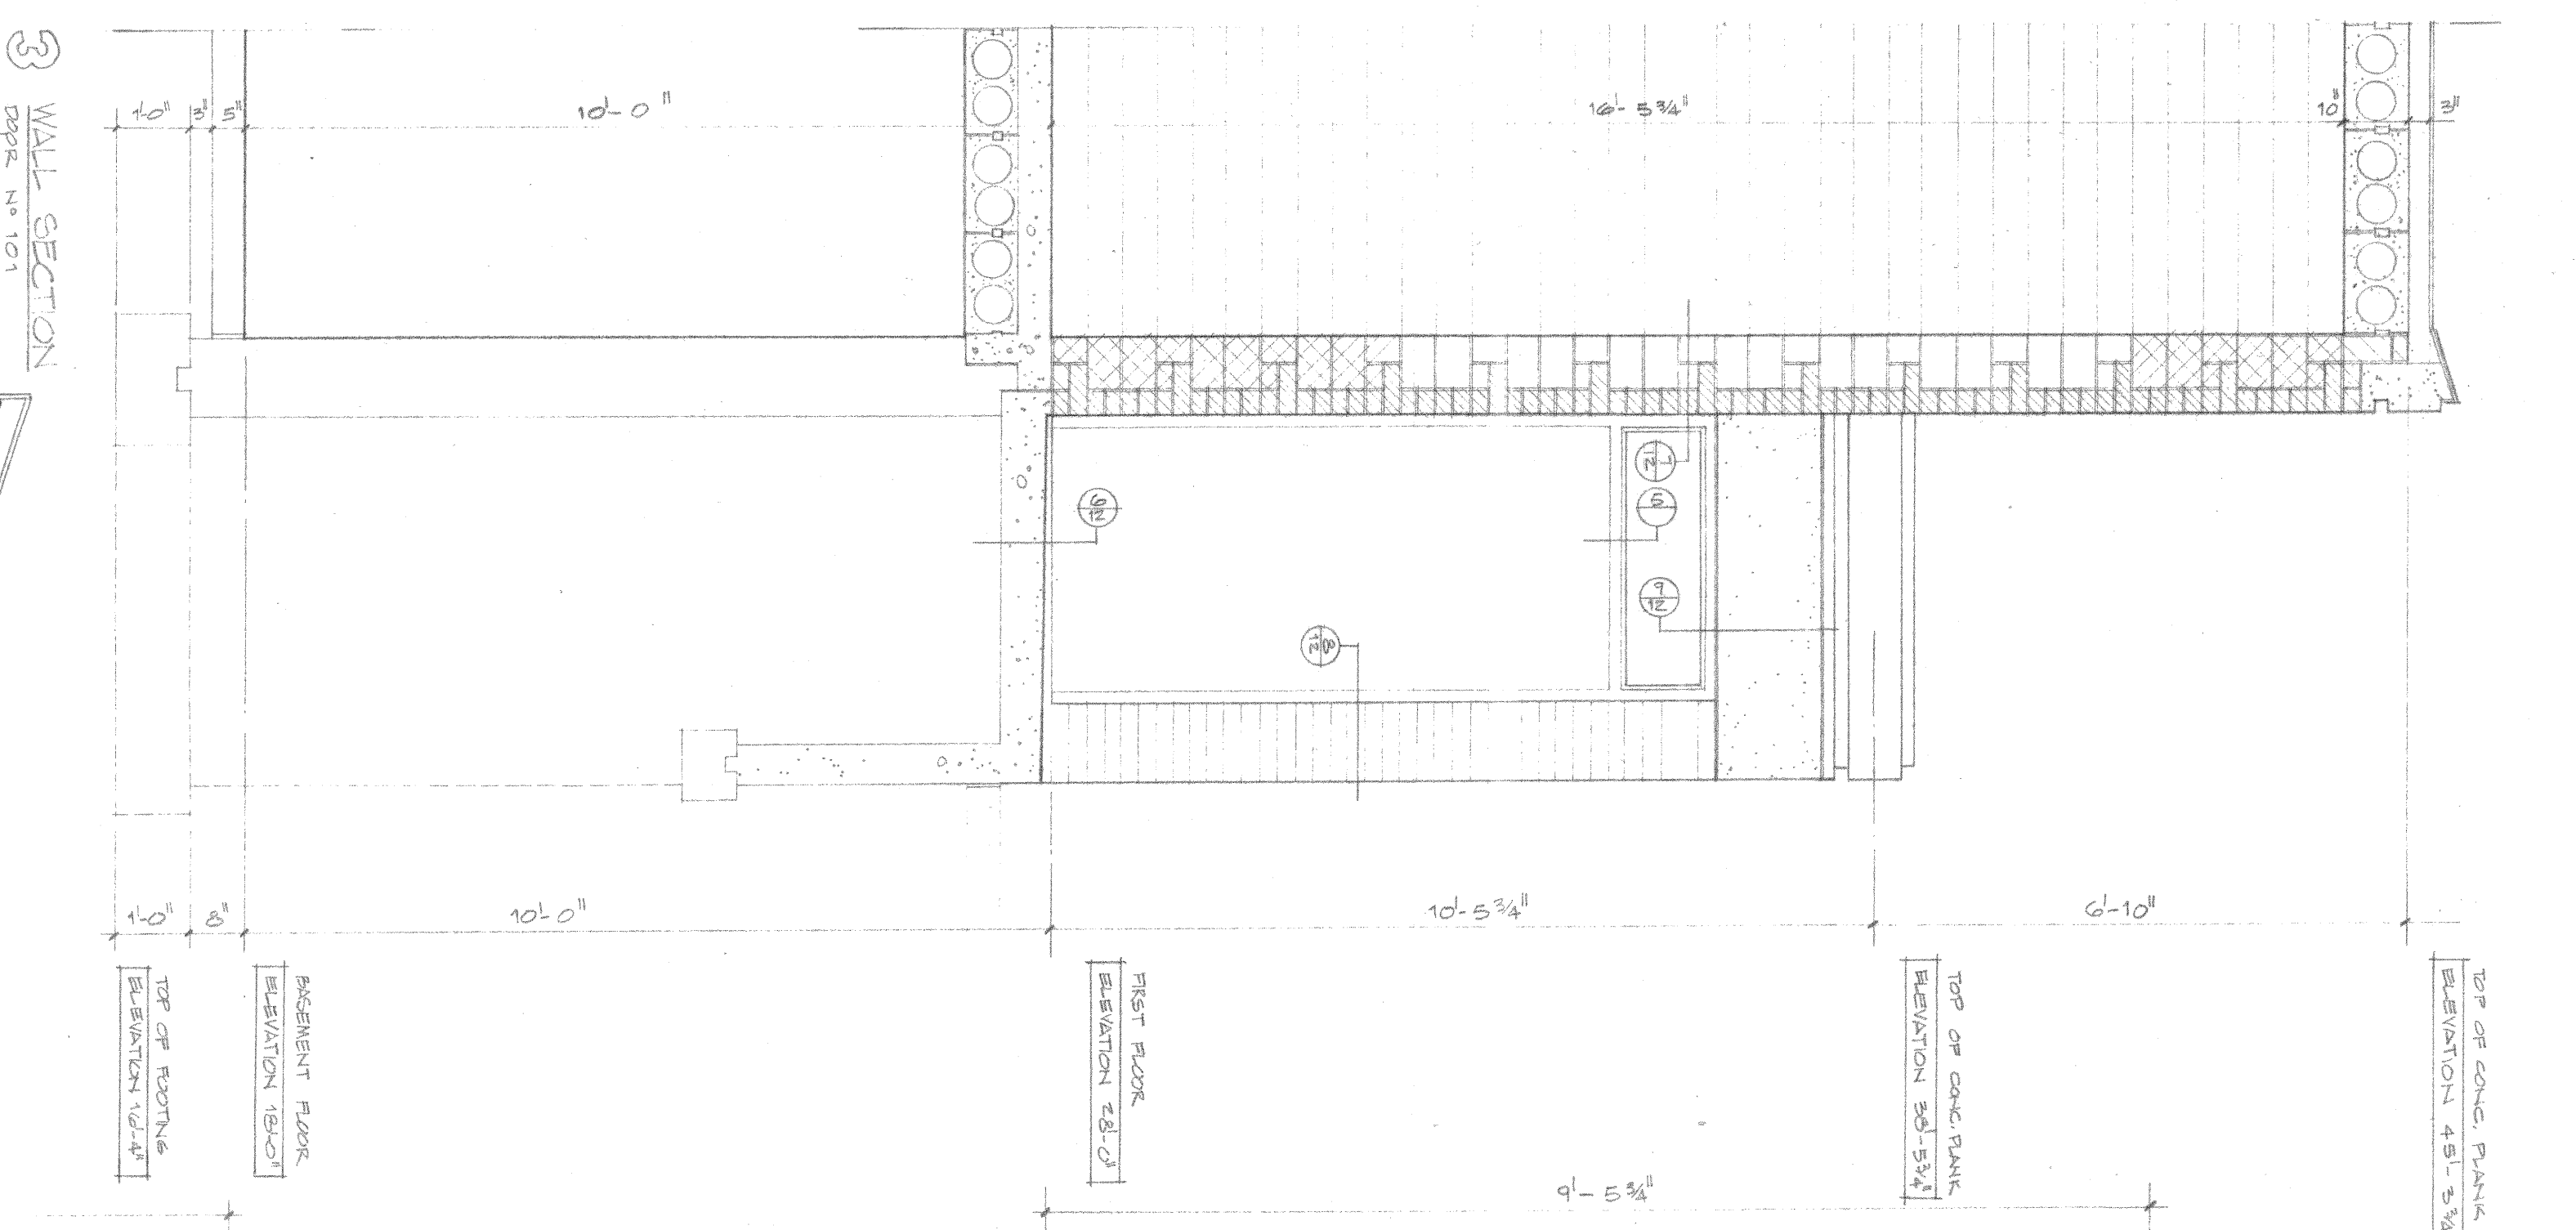 3
WALL SECTION
DOOR Nº 101
1'-0"
3"
5"
10'-0"
16'-5 3/4"
10"
3"
7
12
5
6
12
9
12
8
12
1'-0"
8"
10'-0"
10'-5 3/4"
6'-10"
TOP OF FOOTING
ELEVATION 16'-4"
BASEMENT FLOOR
ELEVATION 18'-0"
FIRST FLOOR
ELEVATION 28'-0"
TOP OF CONC. PLANK
ELEVATION 38'-5 3/4"
TOP OF CONC. PLANK
ELEVATION 45'-3 3/4
9'-5 3/4"